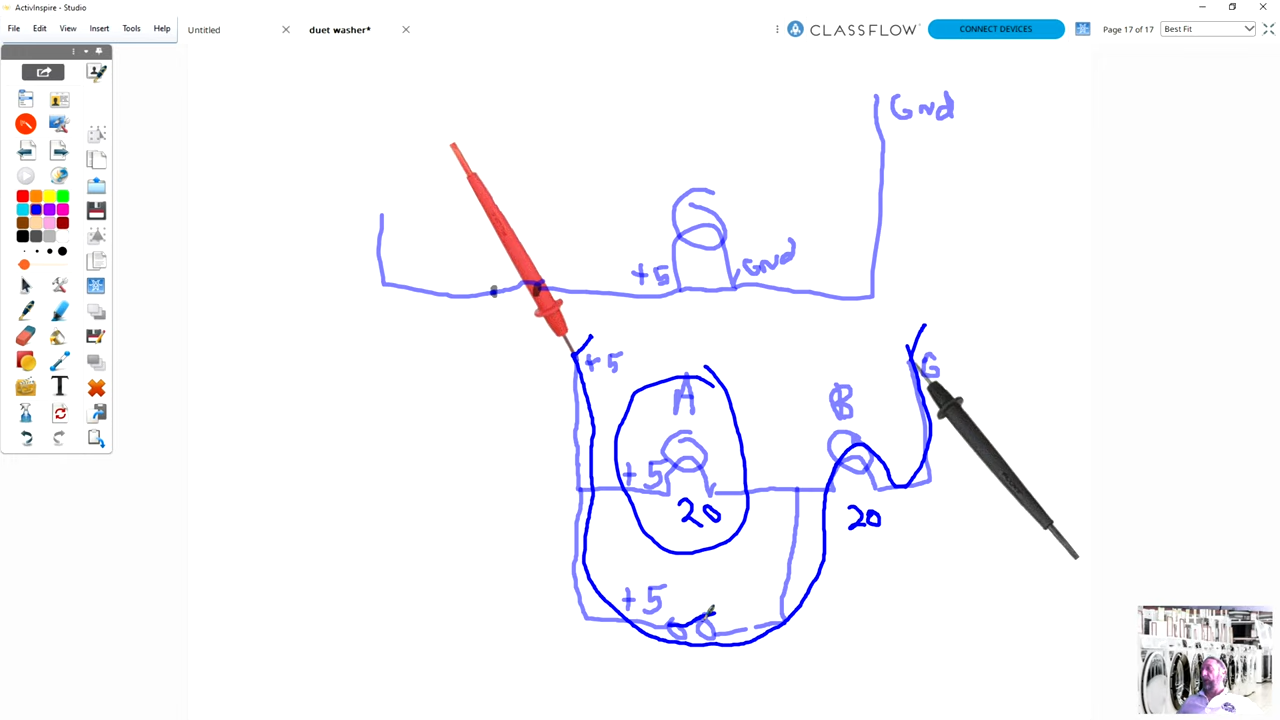 ActivInspire - Studio
File Edit View Insert Tools Help
Untitled
duet washer*
CLASSFLOW
CONNECT DEVICES
Page 17 of 17
Best Fit
Gnd
+5
Gnd
+5
G
A
B
+5
20
20
+5